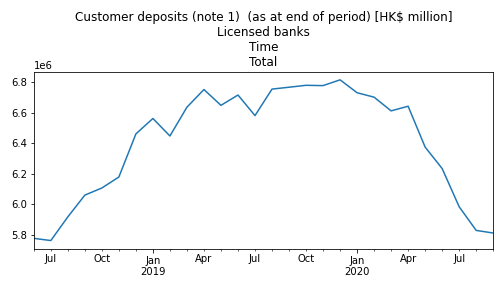 Customer deposits (note 1)  (as at end of period) [HK$ million]
Licensed banks
Time
Total
1e6
6.8
6.6
6.4
6.2
6.0
5.8
Jul Oct Jan Apr Jul Oct Jan Apr Jul
2019 2020